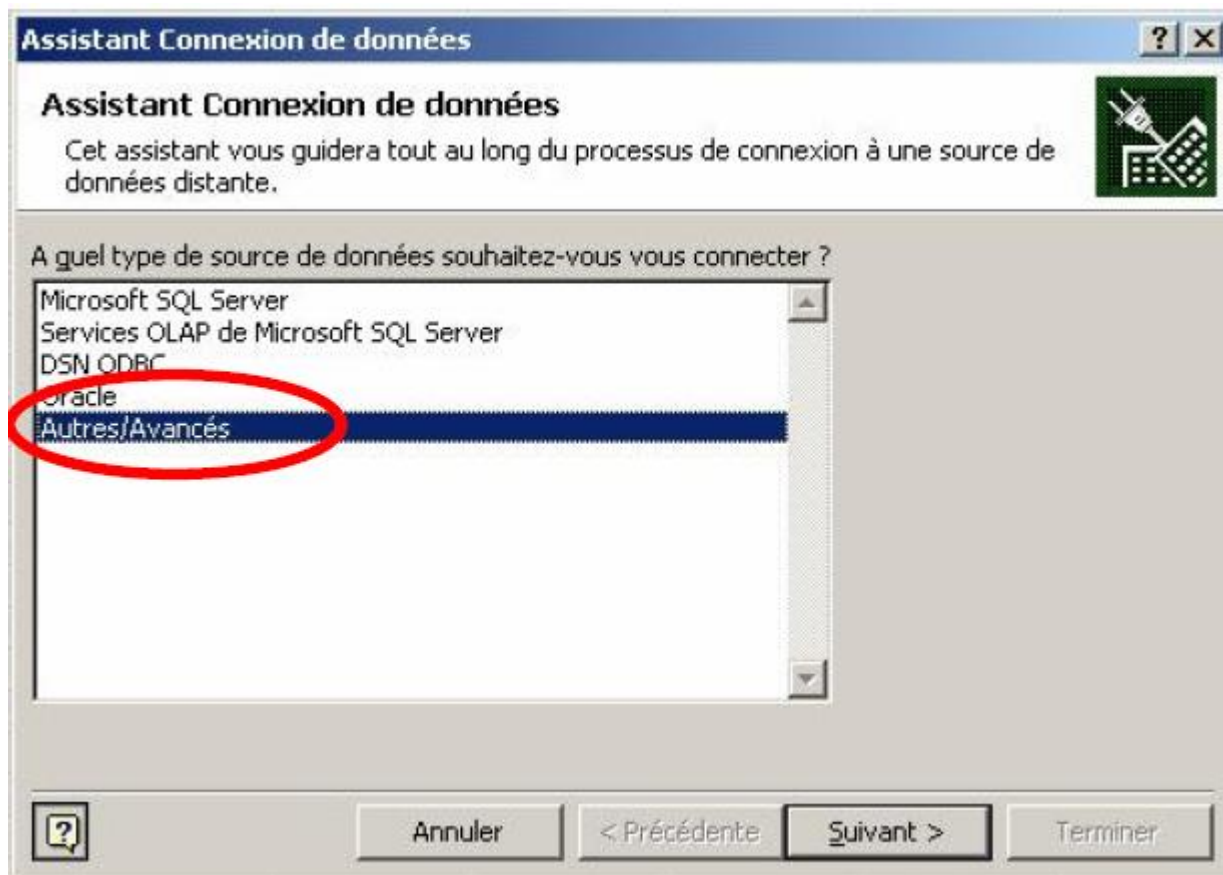 Assistant Connexion de données
Assistant Connexion de données
Cet assistant vous guidera tout au long du processus de connexion à une source de
données distante.
A quel type de source de données souhaitez-vous vous connecter ?
Microsoft SQL Server
Services OLAP de Microsoft SQL Server
DSN ODBC
Oracle
Autres/Avancés
Annuler
< Précédente
Suivant >
Terminer